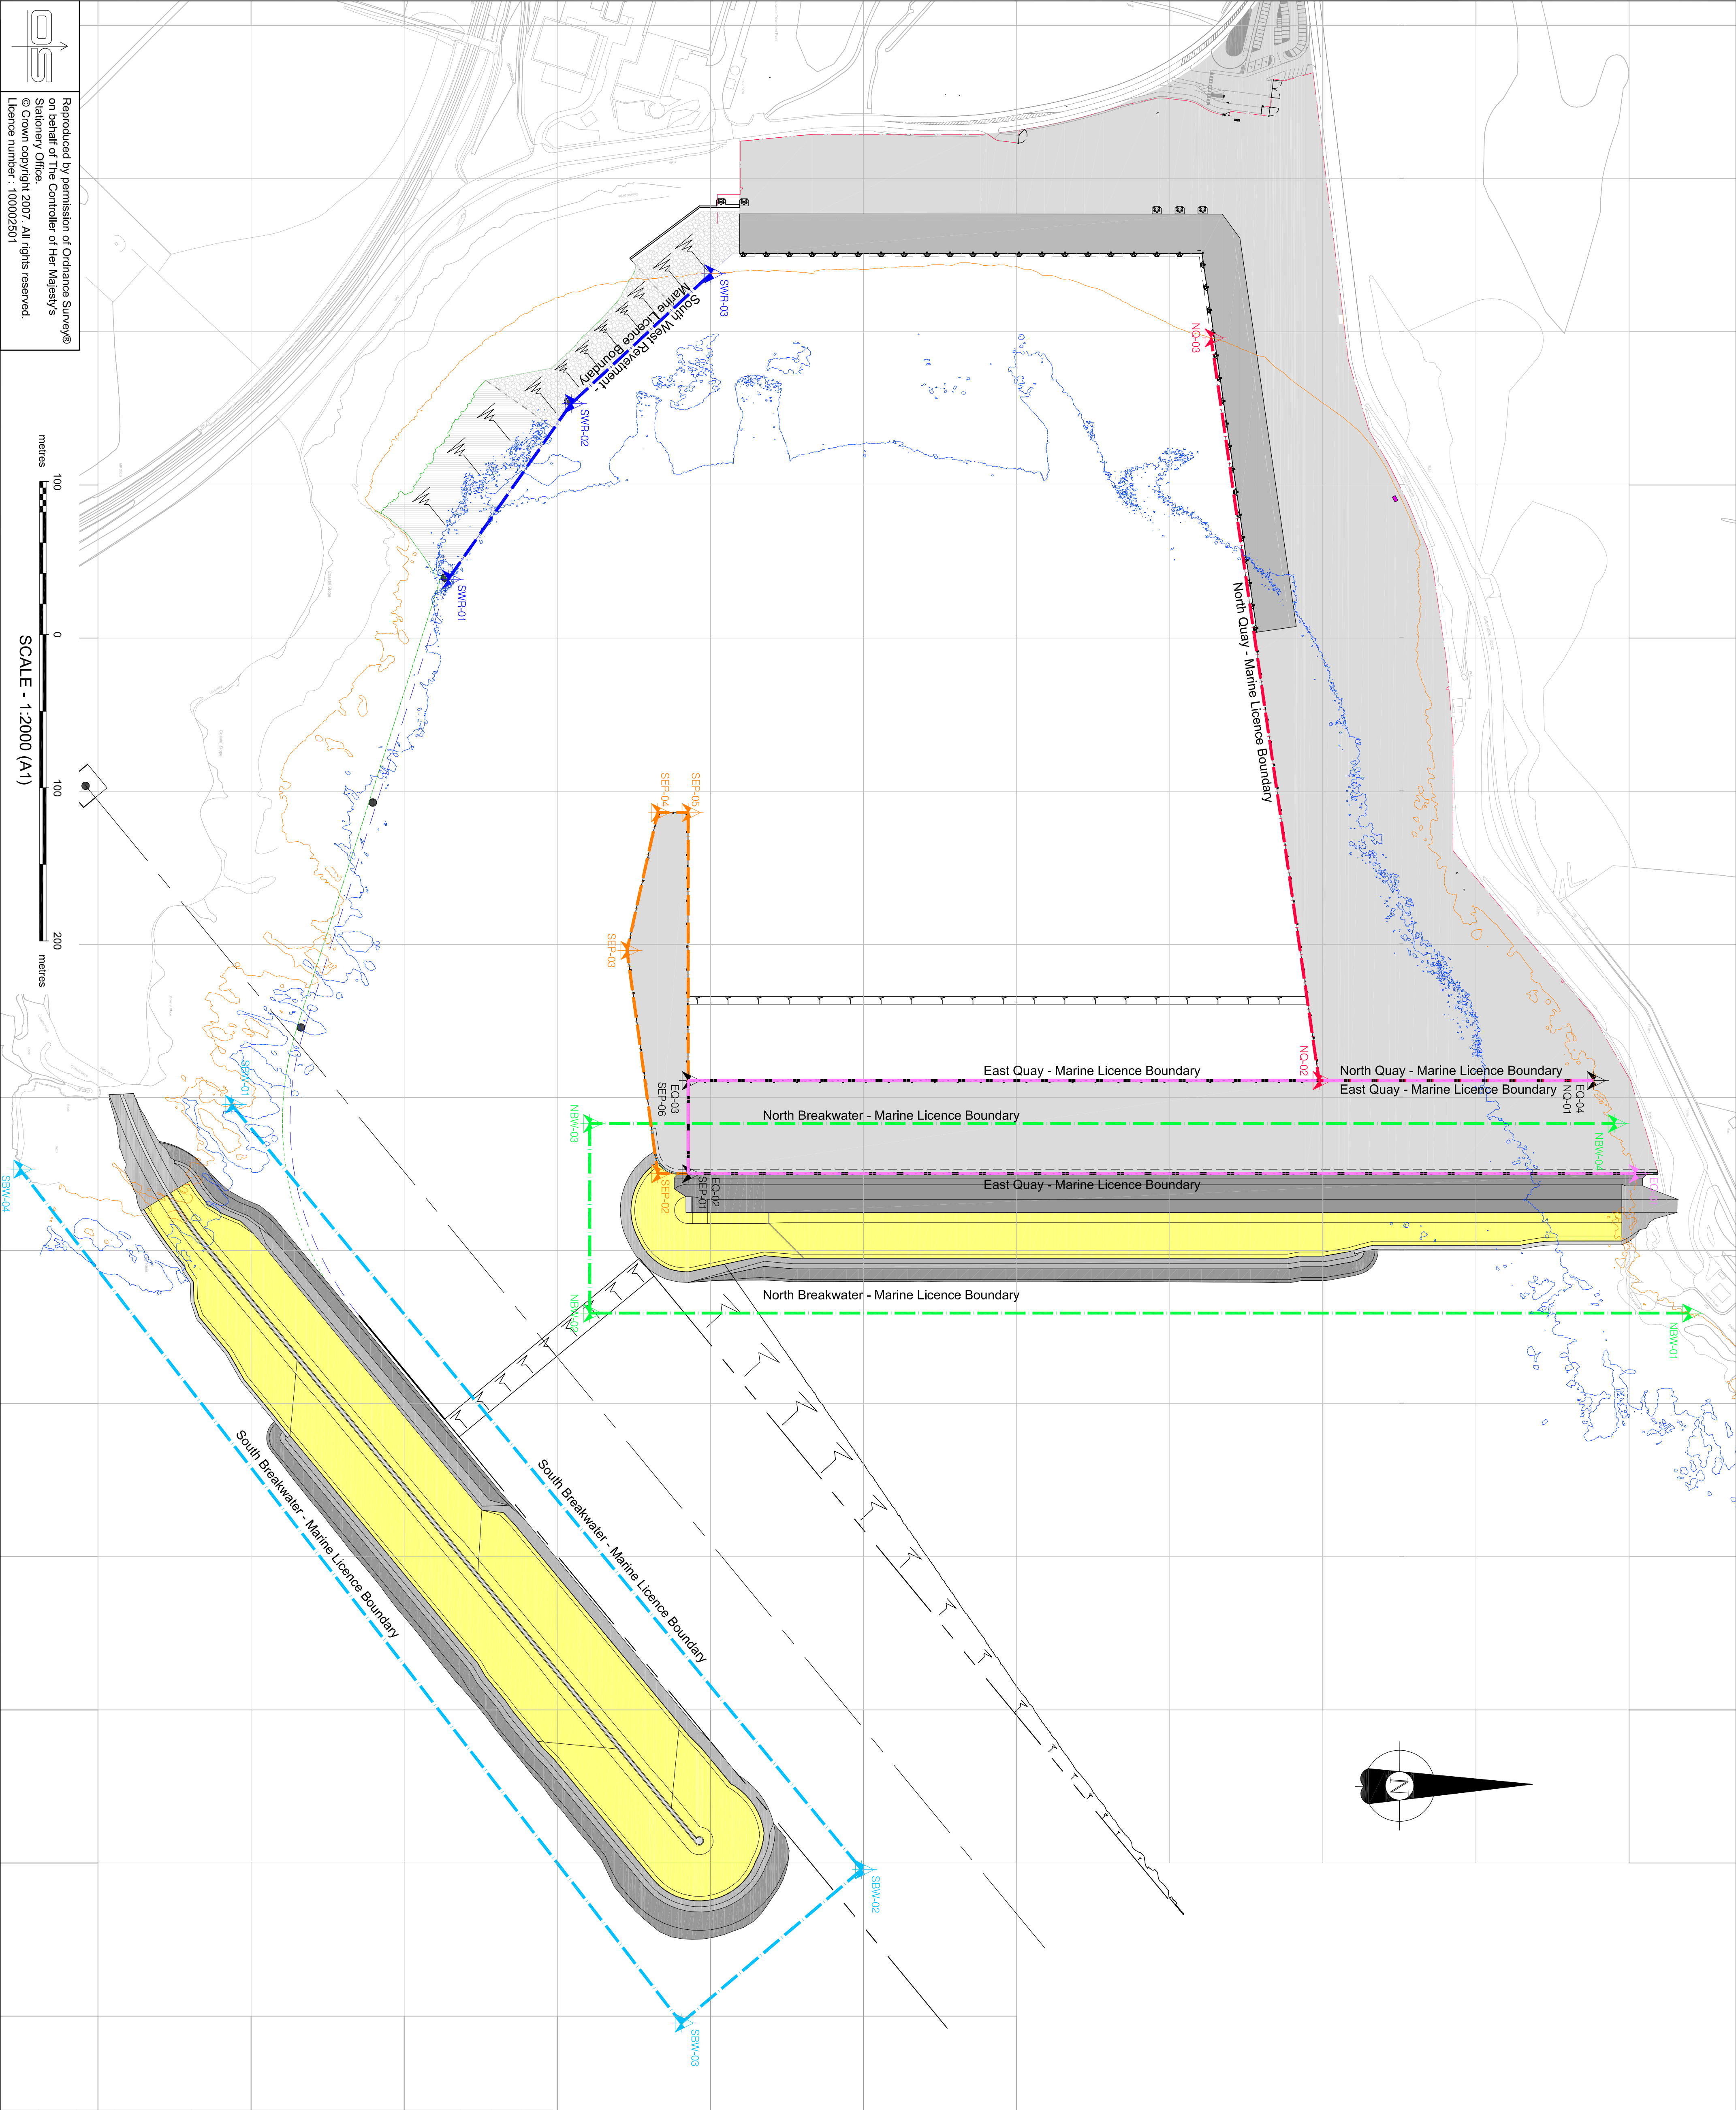 OS
Reproduced by permission of Ordnance Survey®
on behalf of The Controller of Her Majesty's
Stationery Office.
© Crown copyright 2007. All rights reserved.
Licence number : 100002501
metres
100
0
100
200
metres
SCALE - 1:2000 (A1)
SWR-03
South West Revetment -
Marine Licence Boundary
SWR-02
SWR-01
NQ-03
North Quay - Marine Licence Boundary
SEP-05
SEP-04
SEP-03
NQ-02
East Quay - Marine Licence Boundary
North Quay - Marine Licence Boundary
East Quay - Marine Licence Boundary
EQ-04
NQ-01
EQ-03
SEP-06
North Breakwater - Marine Licence Boundary
NBW-03
NBW-04
SEP-02
EQ-02
SEP-01
East Quay - Marine Licence Boundary
North Breakwater - Marine Licence Boundary
NBW-01
SBW-01
SBW-04
South Breakwater - Marine Licence Boundary
South Breakwater - Marine Licence Boundary
SBW-02
SBW-03
N